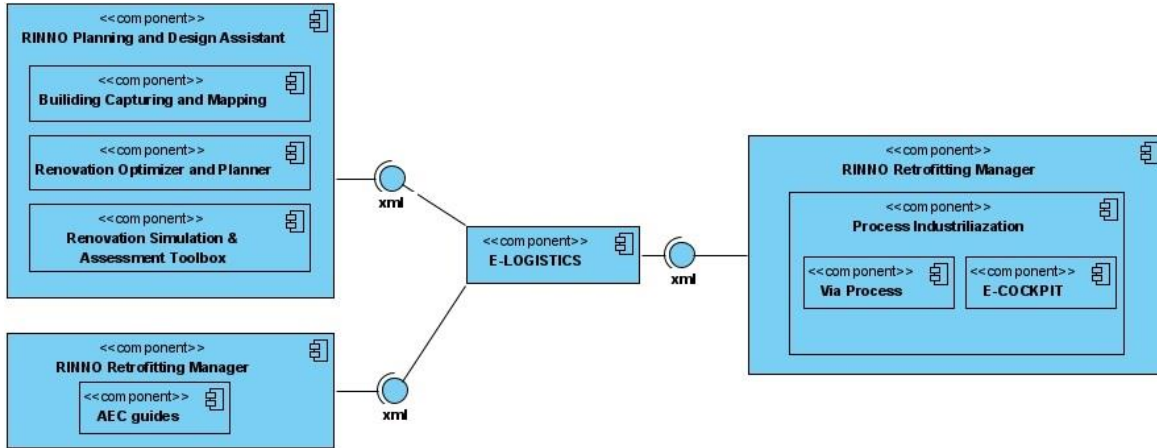 <<component>>
RINNO Planning and Design Assistant
<<component>>
Builiding Capturing and Mapping
<<component>>
Renovation Optimizer and Planner
<<component>>
Renovation Simulation &
Assessment Toolbox
xml
<<component>>
RINNO Retrofitting Manager
<<component>>
AEC guides
xml
<<component>>
E-LOGISTICS
xml
<<component>>
RINNO Retrofitting Manager
<<component>>
Process Industriliazation
<<component>>
Via Process
<<component>>
E-COCKPIT